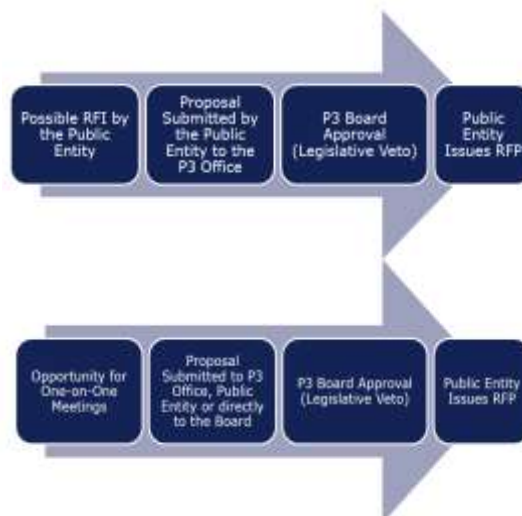 Possible RFI by
the Public
Entity
Proposal
Submitted by
the Public
Entity to the
P3 Office
P3 Board
Approval
(Legislative Veto)
Public
Entity
Issues RFP
Opportunity for
One-on-One
Meetings
Proposal
Submitted to P3
Office, Public
Entity or directly
to the Board
P3 Board Approval
(Legislative Veto)
Public Entity
Issues RFP